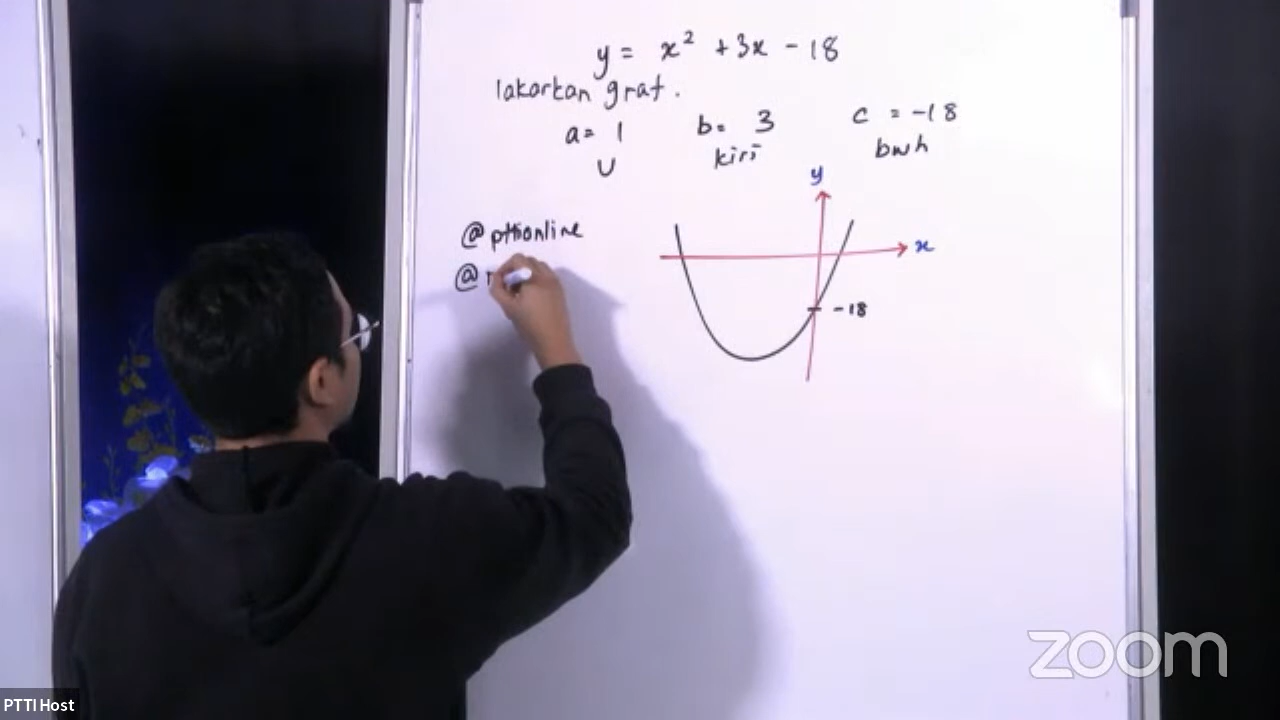 y = x² + 3x - 18
lakarkan graf.
a = 1 b = 3 c = -18
U kiri bwh
y
@pttionline
x
@
-18
zoom
PTTI Host